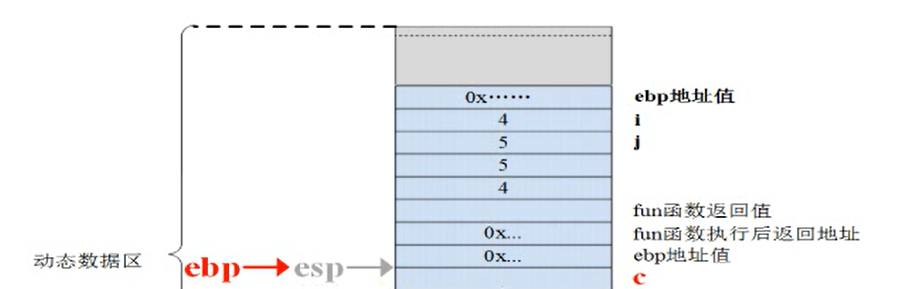 0x······ ebp地址值
4 i
5 j
5
4
fun函数返回值
0x... fun函数执行后返回地址
0x... ebp地址值
动态数据区 ebp esp c